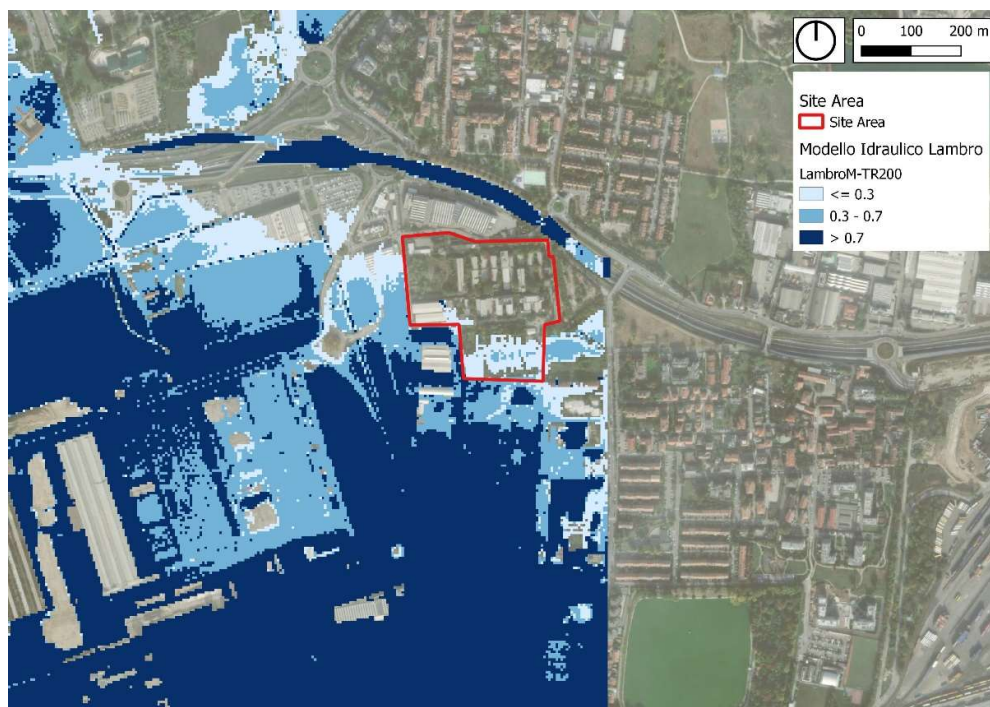 0 100 200 m
Site Area
Site Area
Modello Idraulico Lambro
LambroM-TR200
<= 0.3
0.3 - 0.7
> 0.7